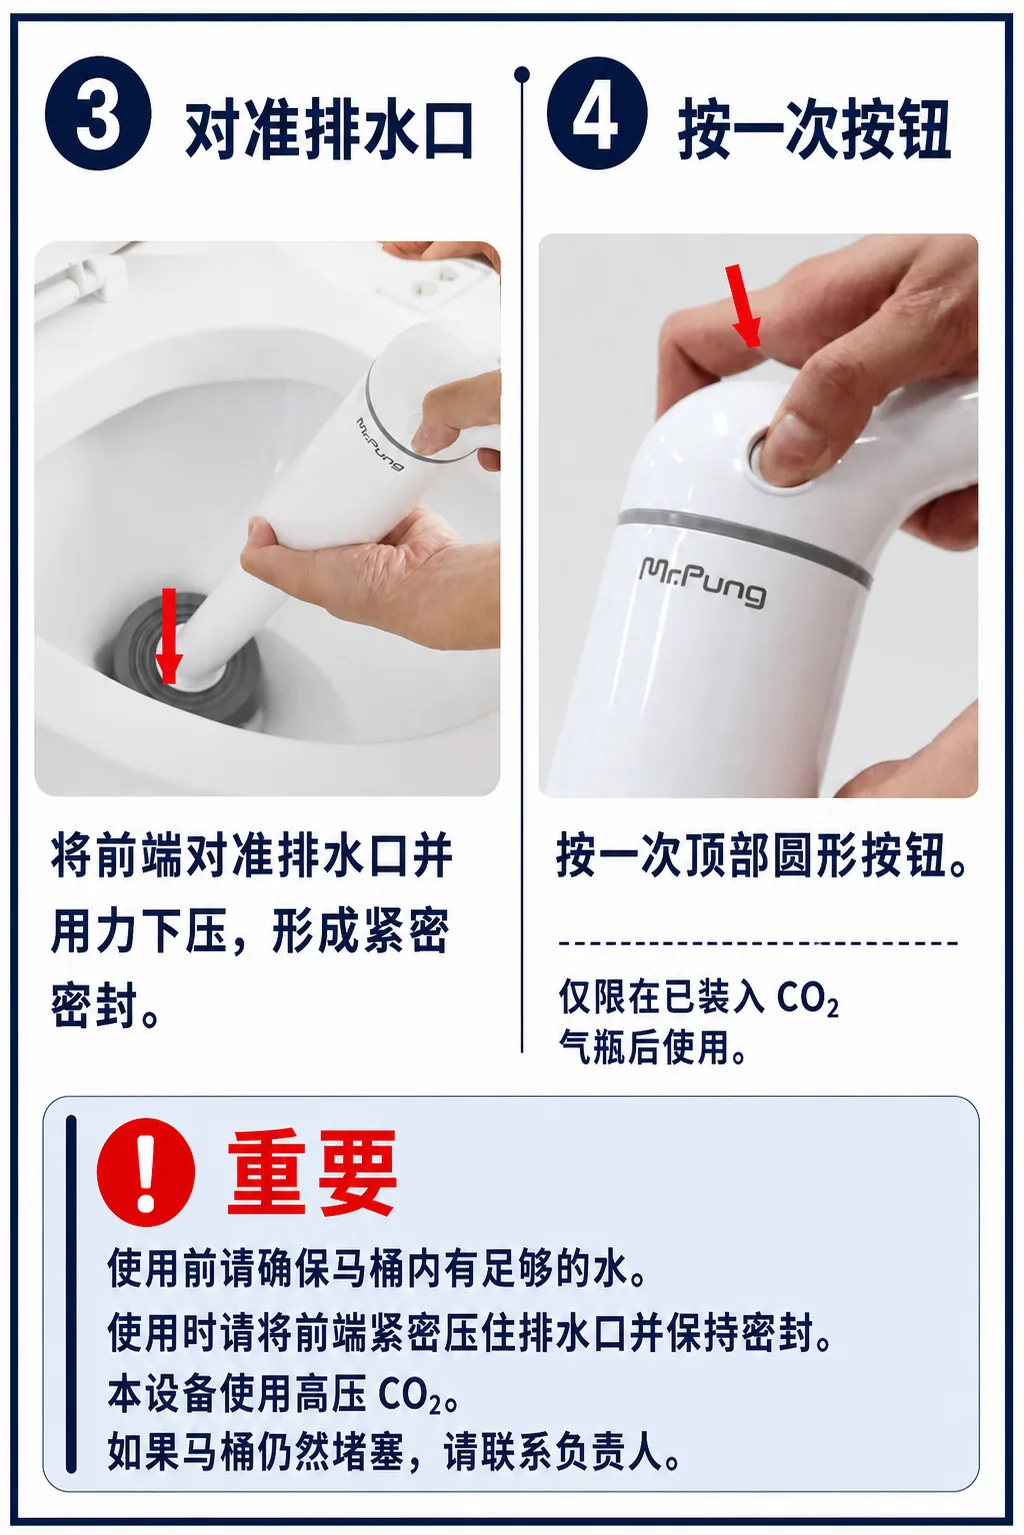 3 对准排水口
Mr.Pung
将前端对准排水口并
用力下压，形成紧密
密封。
4 按一次按钮
Mr.Pung
按一次顶部圆形按钮。
仅限在已装入 CO₂
气瓶后使用。
! 重要
使用前请确保马桶内有足够的水。
使用时请将前端紧密压住排水口并保持密封。
本设备使用高压 CO₂。
如果马桶仍然堵塞，请联系负责人。